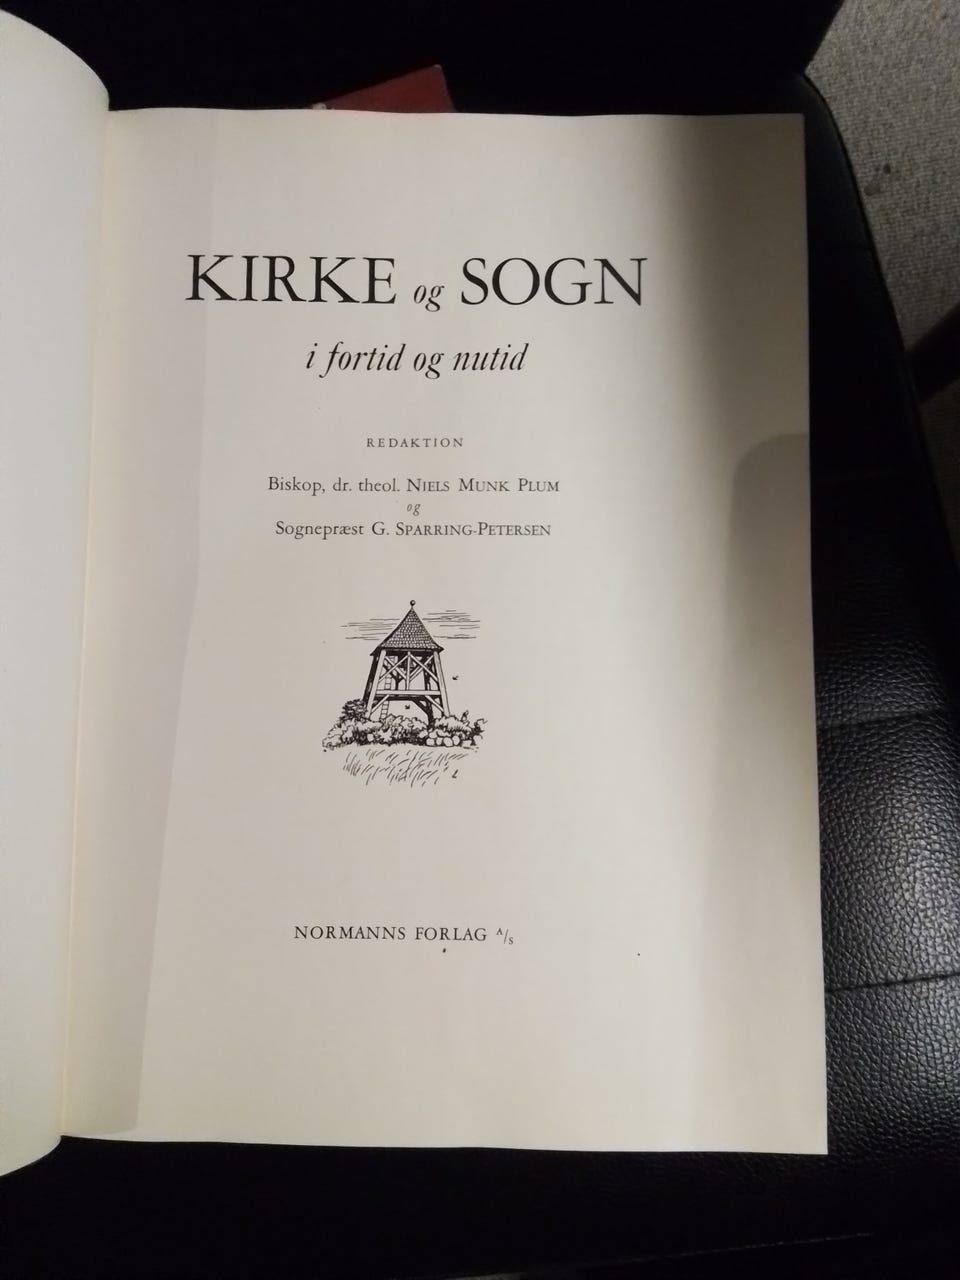 KIRKE og SOGN
i fortid og nutid
REDAKTION
Biskop, dr. theol. NIELS MUNK PLUM
og
Sognepræst G. SPARRING-PETERSEN
NORMANNS FORLAG A/S